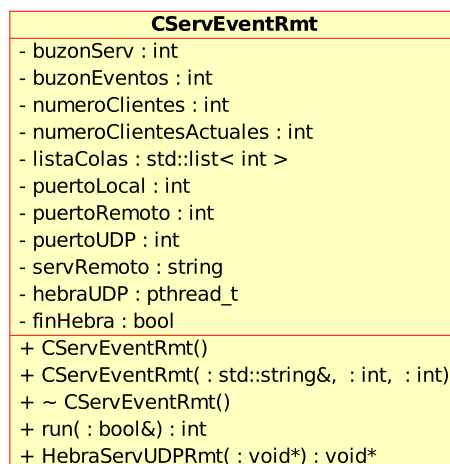 CServEventRmt
- buzonServ : int
- buzonEventos : int
- numeroClientes : int
- numeroClientesActuales : int
- listaColas : std::list< int >
- puertoLocal : int
- puertoRemoto : int
- puertoUDP : int
- servRemoto : string
- hebraUDP : pthread_t
- finHebra : bool
+ CServEventRmt()
+ CServEventRmt( : std::string&, : int, : int)
+ ~ CServEventRmt()
+ run( : bool&) : int
+ HebraServUDPRmt( : void*) : void*